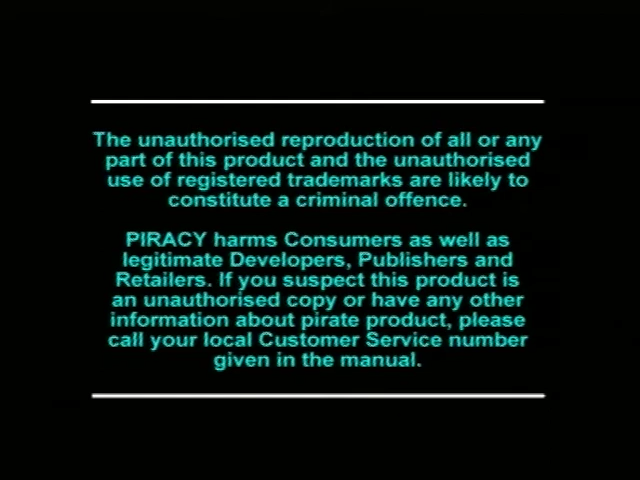 The unauthorised reproduction of all or any
part of this product and the unauthorised
use of registered trademarks are likely to
constitute a criminal offence.
PIRACY harms Consumers as well as
legitimate Developers, Publishers and
Retailers. If you suspect this product is
an unauthorised copy or have any other
information about pirate product, please
call your local Customer Service number
given in the manual.